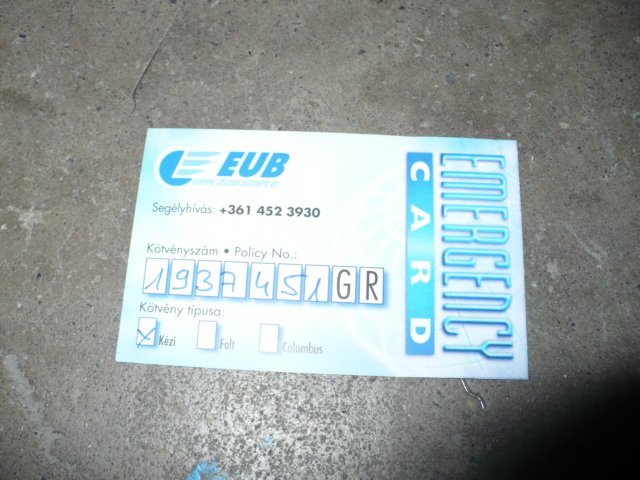 EUB
Segélyhívás: +361 452 3930
Kötvényszám • Policy No.:
1937451GR
Kötvény típusa:
Kézi Folt Columbus
EMERGENCY
CARD